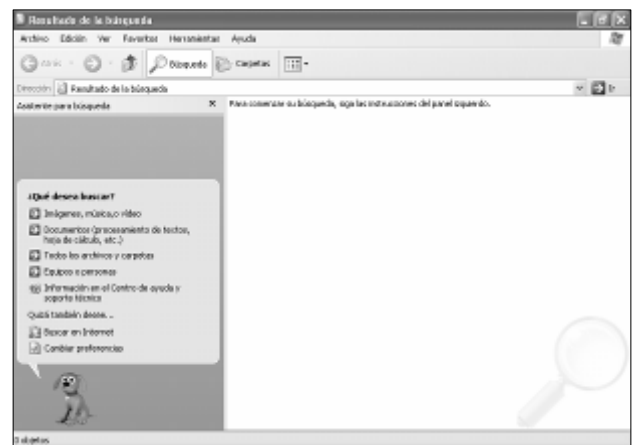 Resultado de la búsqueda
Archivo Edición Ver Favoritos Herramientas Ayuda
Atrás Búsqueda Carpetas
Dirección Resultado de la búsqueda Ir
Asistente para búsqueda
Para comenzar su búsqueda, siga las instrucciones del panel izquierdo.
¿Qué desea buscar?
Imágenes, música, o vídeo
Documentos (procesamiento de textos,
hoja de cálculo, etc.)
Todos los archivos y carpetas
Equipos o personas
Información en el Centro de ayuda y
soporte técnico
Quizá también desee...
Buscar en Internet
Cambiar preferencias
0 objetos